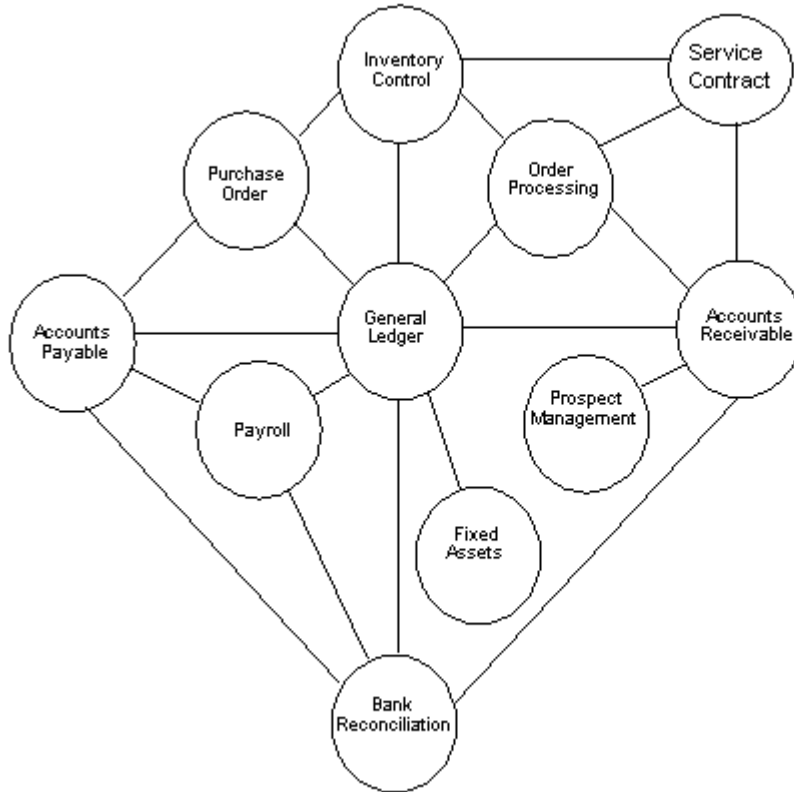 Inventory
Control
Service
Contract
Purchase
Order
Order
Processing
General
Ledger
Accounts
Payable
Accounts
Receivable
Payroll
Prospect
Management
Fixed
Assets
Bank
Reconciliation